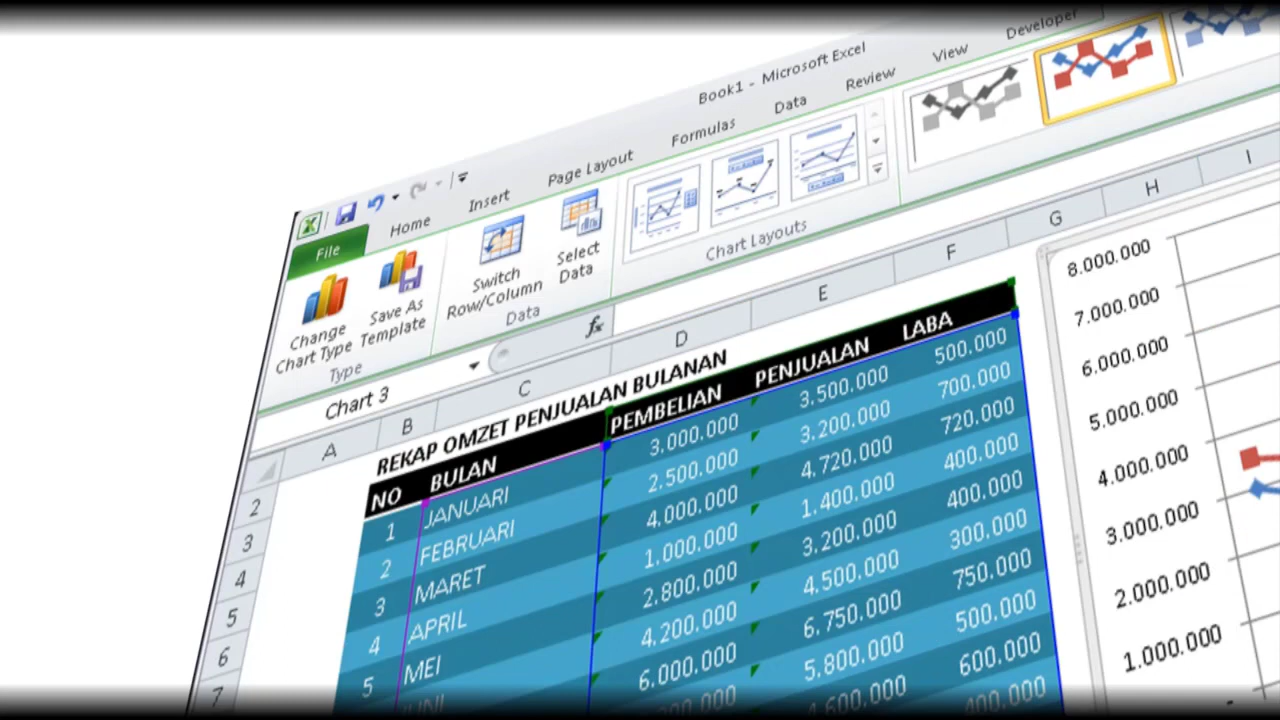 Book1 - Microsoft Excel
File
Home
Insert
Page Layout
Formulas
Data
Review
View
Developer
Change Chart Type
Save As Template
Switch Row/Column
Select Data
Type
Data
Chart Layouts
Chart 3
fx
A B C D E F G H I
2
3
4
5
6
7
REKAP OMZET PENJUALAN BULANAN
NO BULAN PEMBELIAN PENJUALAN LABA
1 JANUARI 3.000.000 3.500.000 500.000
2 FEBRUARI 2.500.000 3.200.000 700.000
3 MARET 4.000.000 4.720.000 720.000
4 APRIL 1.000.000 1.400.000 400.000
5 MEI 2.800.000 3.200.000 400.000
4.200.000 4.500.000 300.000
6.000.000 6.750.000 750.000
5.800.000 500.000
4.600.000 600.000
400.000
8.000.000
7.000.000
6.000.000
5.000.000
4.000.000
3.000.000
2.000.000
1.000.000
-